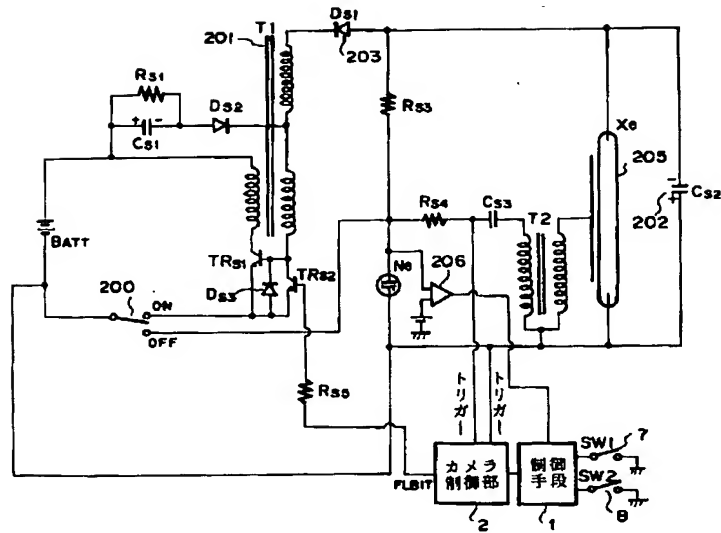 T1
201
DS1
203
RS1
DS2
+ -
CS1
RS3
Xe
205
-
+
202
CS2
RS4
CS3
T2
BATT
TRS1
TRS2
DS3
200
ON
OFF
Ne
206
RS5
トリガー
トリガー
FLBIT
カメラ
制御部
制御
手段
SW1
7
SW2
8
2
1